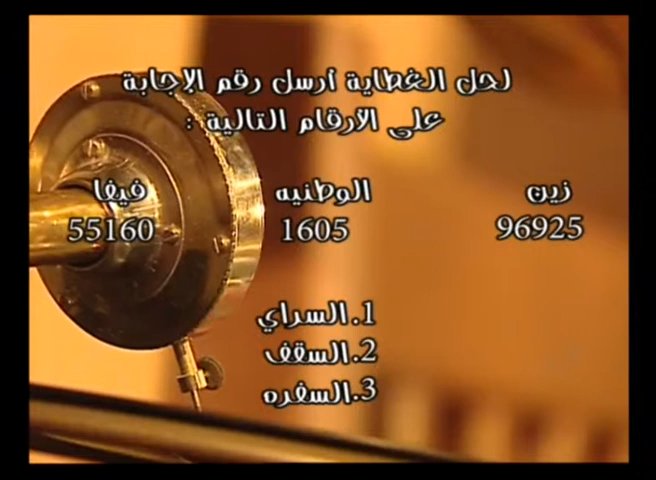 لحل الغطاية أرسل رقم الإجابة
على الارقام التالية :
زين الوطنيه فيفا
96925 1605 55160
1.السراي
2.السقف
3.السفره